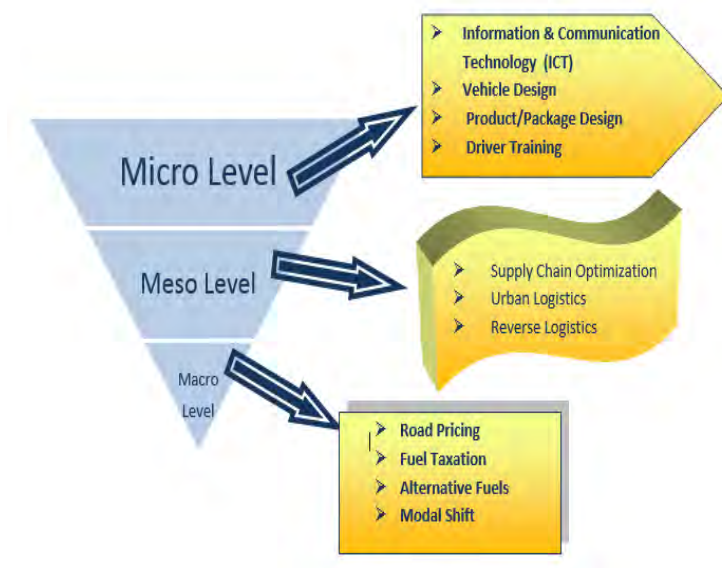 Information & Communication
Technology (ICT)
Vehicle Design
Product/Package Design
Driver Training
Micro Level
Meso Level
Supply Chain Optimization
Urban Logistics
Reverse Logistics
Macro
Level
Road Pricing
Fuel Taxation
Alternative Fuels
Modal Shift